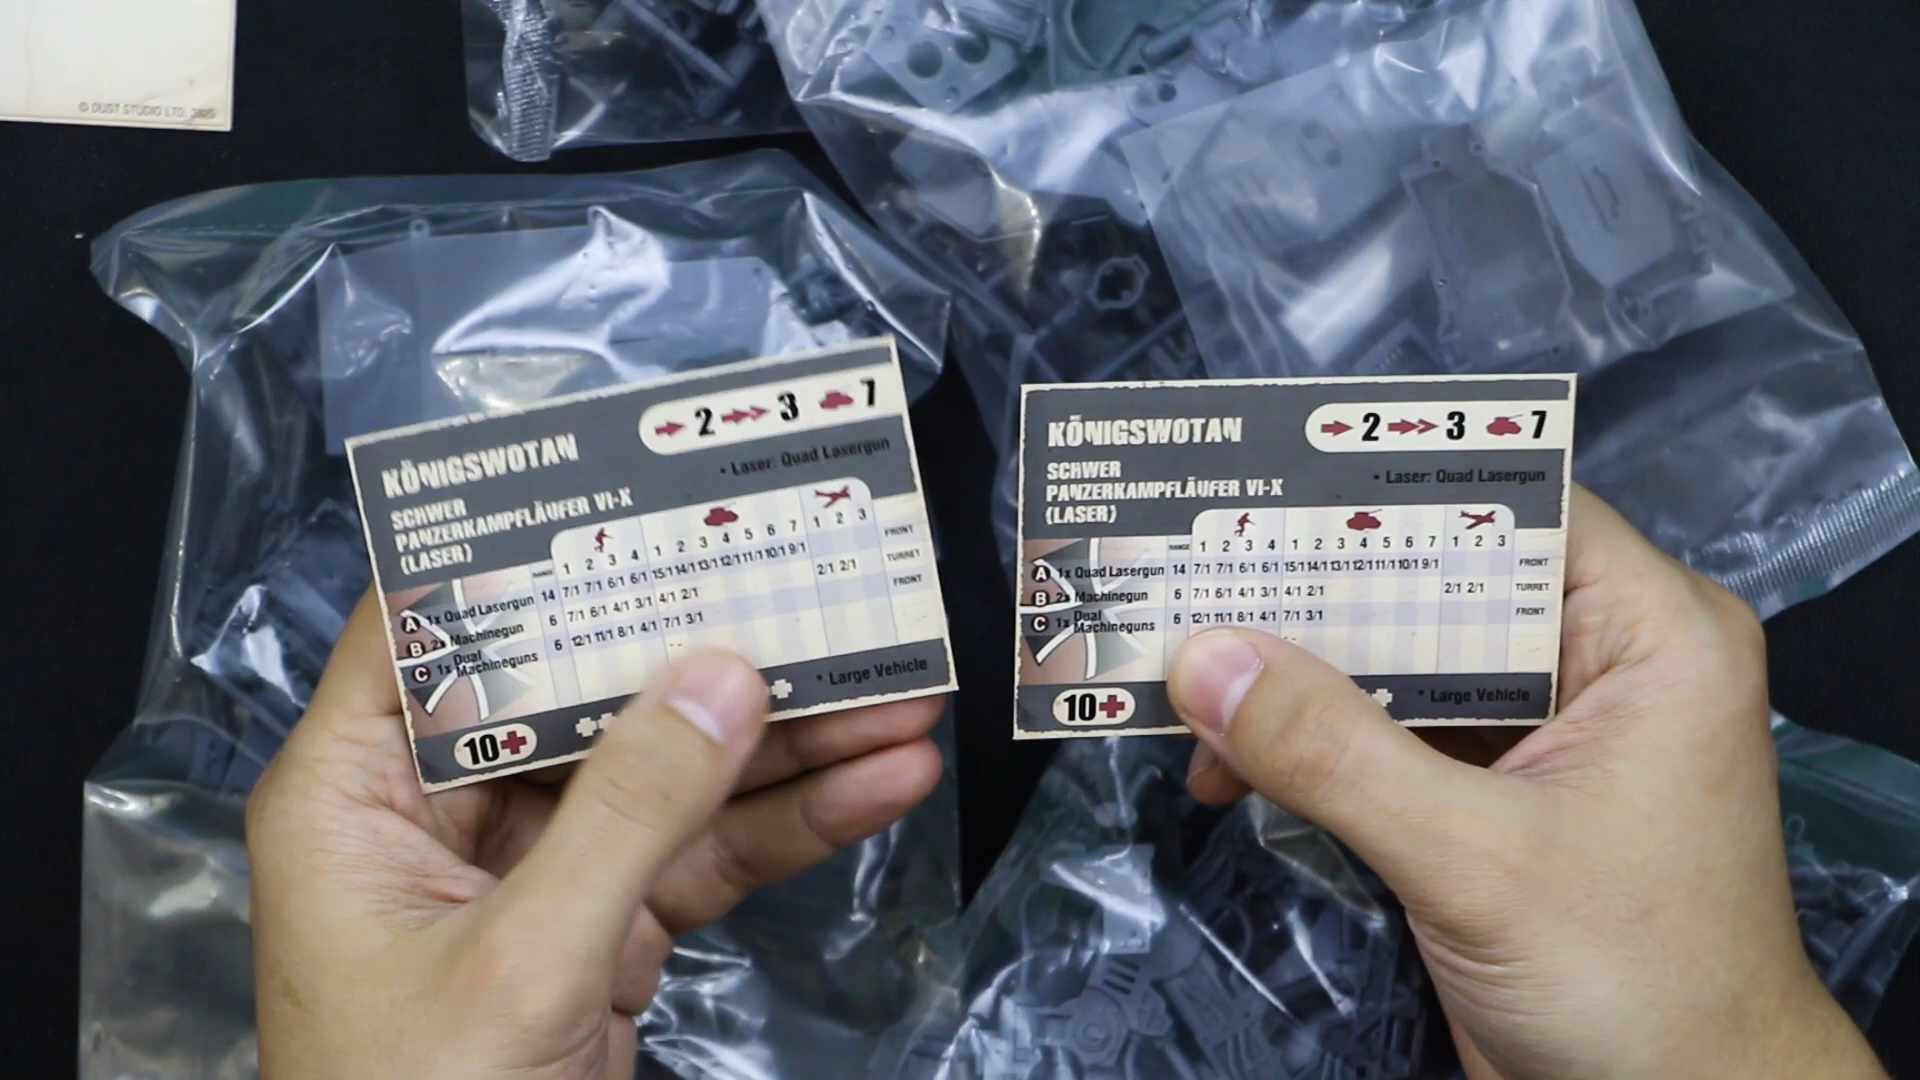 © DUST STUDIO LTD. 2020
KÖNIGSWOTAN
2 3 7
• Laser: Quad Lasergun
SCHWER
PANZERKAMPFLÄUFER VI-X
(LASER)
RANGE 1 2 3 4 1 2 3 4 5 6 7 1 2 3
A 1x Quad Lasergun 14 7/1 7/1 6/1 6/1 15/1 14/1 13/1 12/1 11/1 10/1 9/1 FRONT
B 2x Machinegun 6 7/1 6/1 4/1 3/1 4/1 2/1 2/1 2/1 TURRET
C 1x Dual Machineguns 6 12/1 11/1 8/1 4/1 7/1 3/1 FRONT
10+
* Large Vehicle
KÖNIGSWOTAN
2 3 7
• Laser: Quad Lasergun
SCHWER
PANZERKAMPFLÄUFER VI-X
(LASER)
RANGE 1 2 3 4 1 2 3 4 5 6 7 1 2 3
A 1x Quad Lasergun 14 7/1 7/1 6/1 6/1 15/1 14/1 13/1 12/1 11/1 10/1 9/1 FRONT
B 2x Machinegun 6 7/1 6/1 4/1 3/1 4/1 2/1 2/1 2/1 TURRET
C 1x Dual Machineguns 6 12/1 11/1 8/1 4/1 7/1 3/1 FRONT
10+
* Large Vehicle